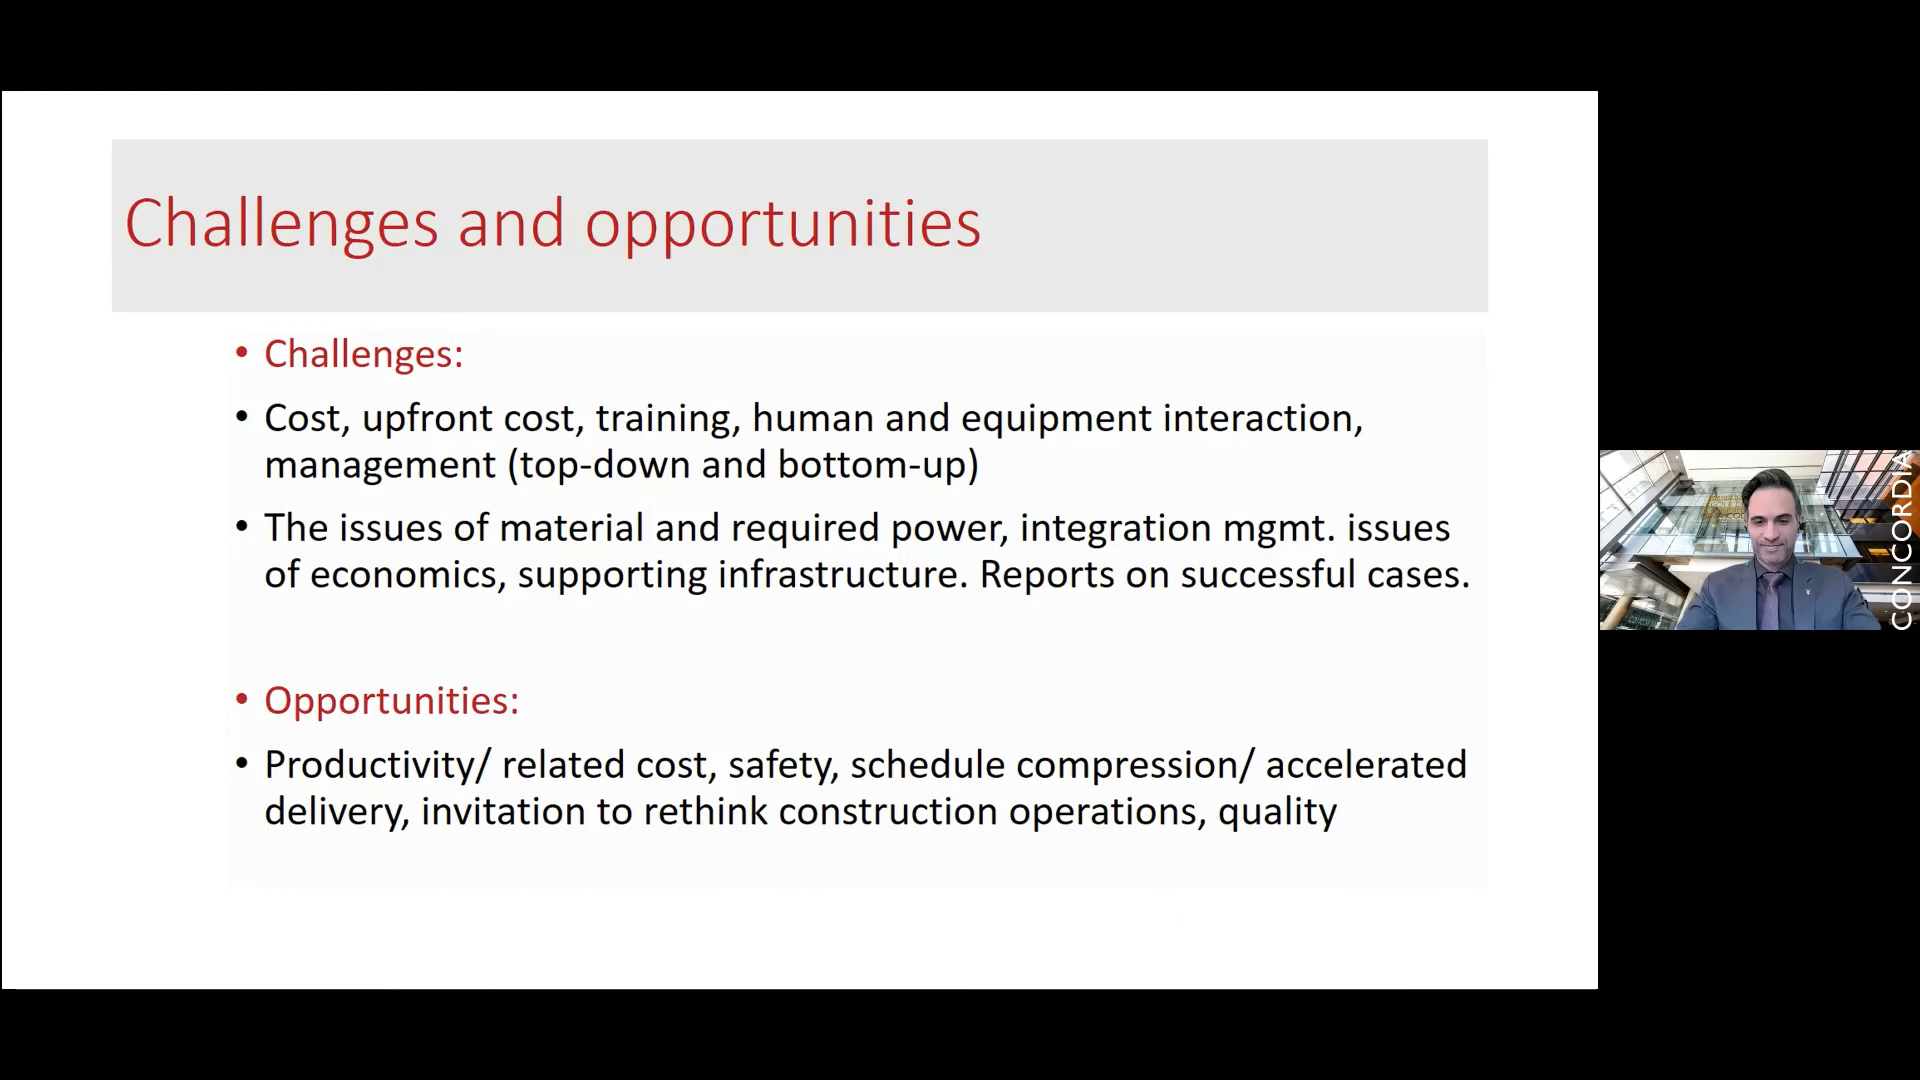 Challenges and opportunities
• Challenges:
• Cost, upfront cost, training, human and equipment interaction,
management (top-down and bottom-up)
• The issues of material and required power, integration mgmt. issues
of economics, supporting infrastructure. Reports on successful cases.
• Opportunities:
• Productivity/ related cost, safety, schedule compression/ accelerated
delivery, invitation to rethink construction operations, quality
CONCORDIA